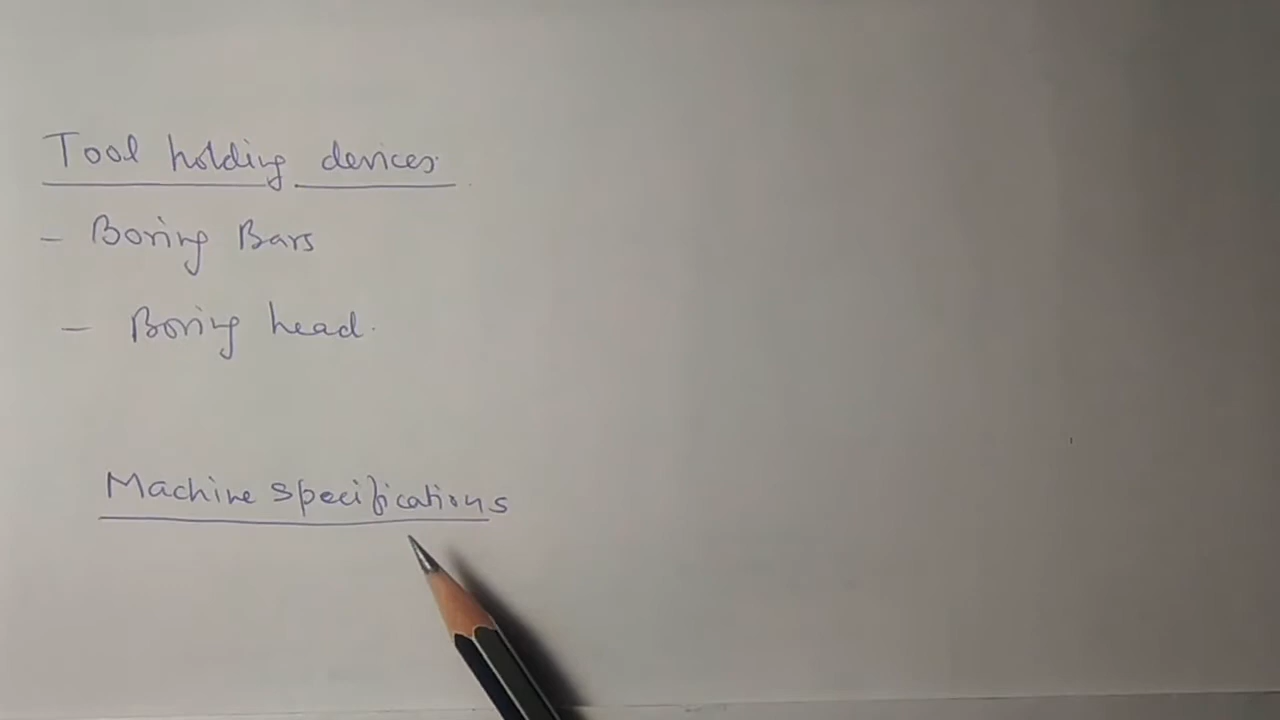 Tool holding devices.
- Boring Bars
- Boring head.
Machine specifications